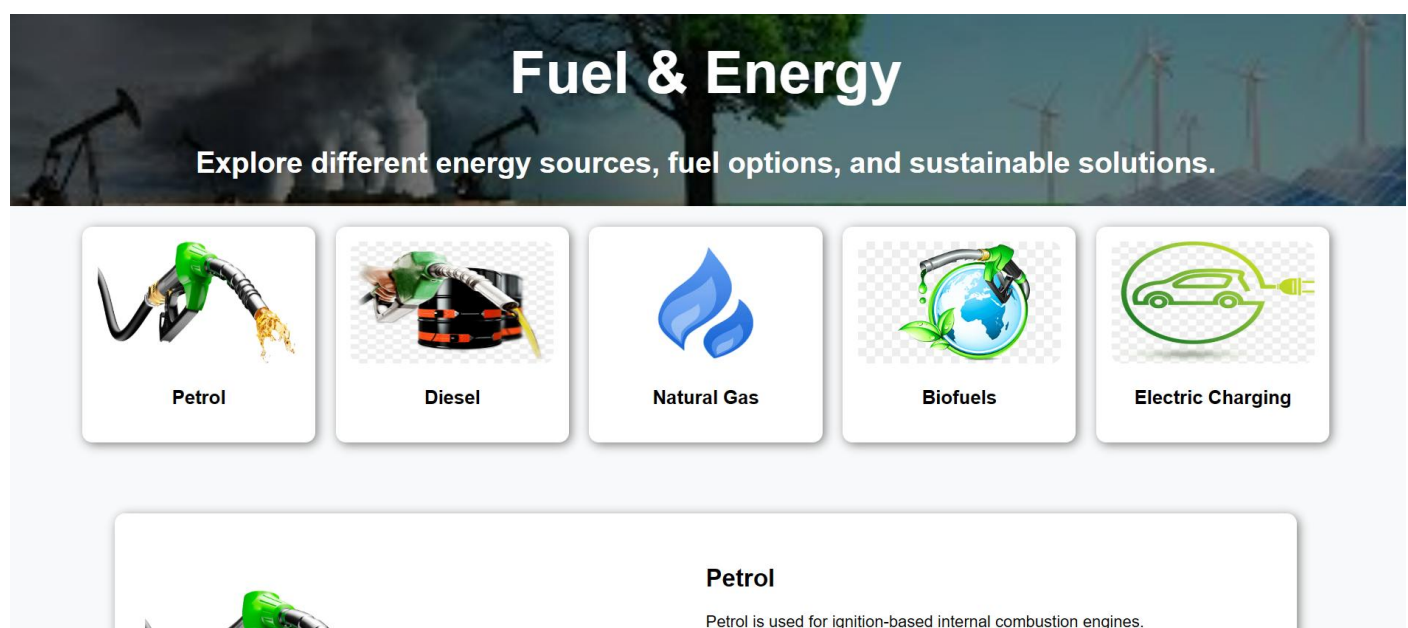 Fuel & Energy
Explore different energy sources, fuel options, and sustainable solutions.
Petrol
Diesel
Natural Gas
Biofuels
Electric Charging
Petrol
Petrol is used for ignition-based internal combustion engines.